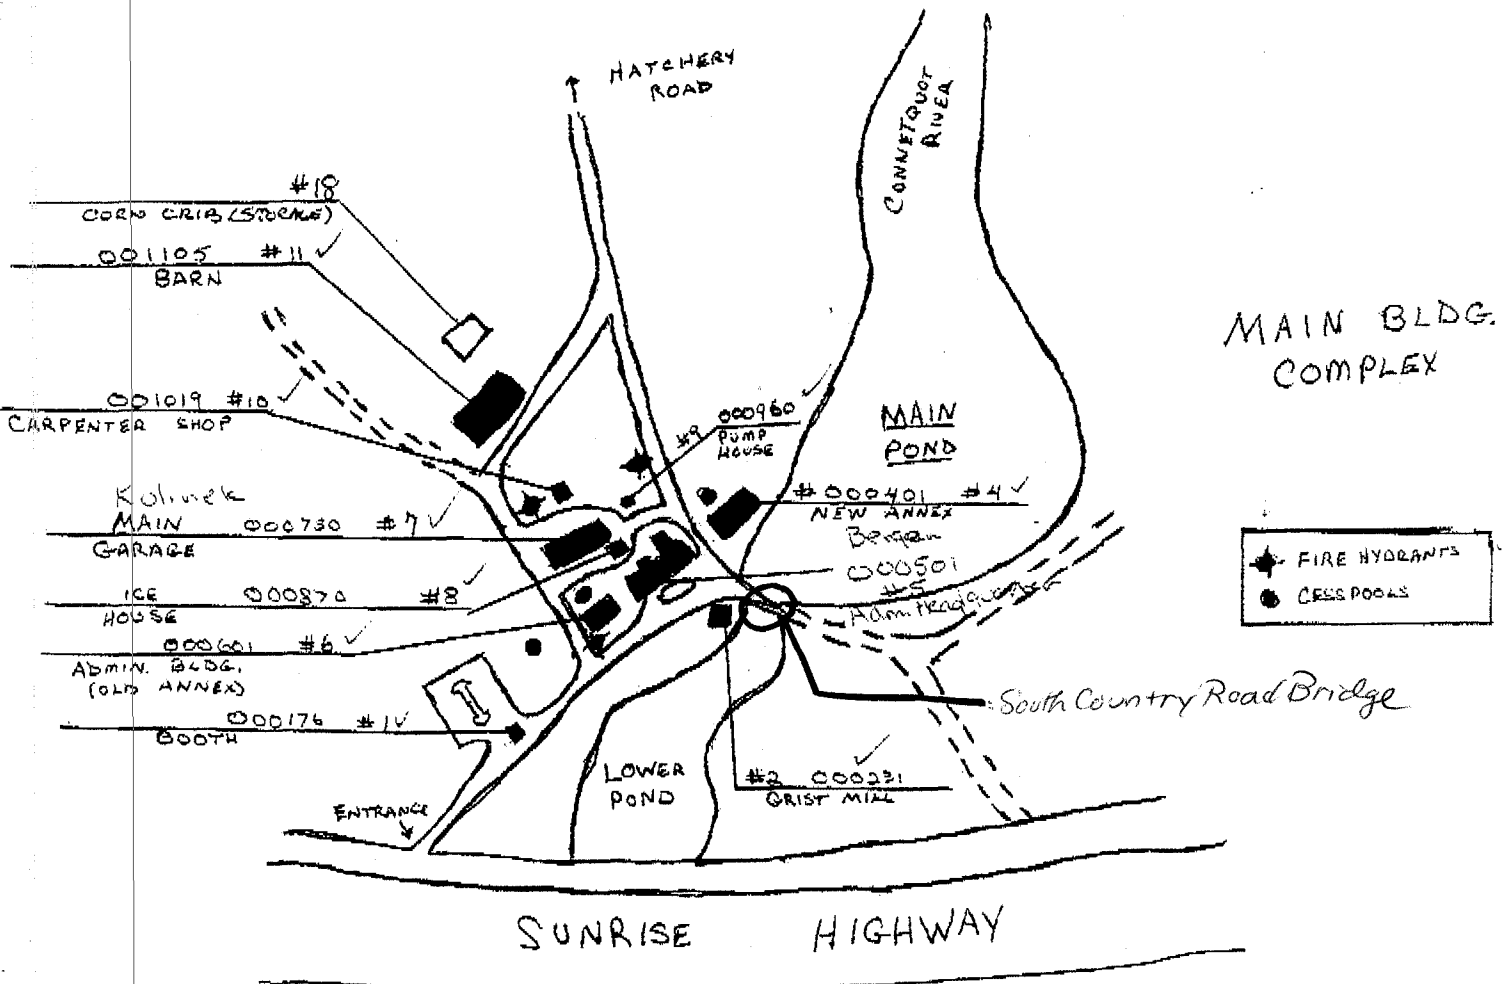 HATCHERY
ROAD
CONNETQUOT
RIVER
#18
CORN CRIB (STORAGE)
001105 #11 ✓
BARN
MAIN BLDG.
COMPLEX
001019 #10 ✓
CARPENTER SHOP
#9 000960 ✓
PUMP
HOUSE
MAIN
POND
# 000401 #4 ✓
NEW ANNEX
Bergen
000501
#5
Adm Headquarters
MAIN 000730 #7 ✓
GARAGE
ICE 000870 #8 ✓
HOUSE
000601 #6 ✓
ADMIN. BLDG.
(OLD ANNEX)
000176 #1 ✓
BOOTH
FIRE HYDRANTS
CESSPOOLS
South Country Road Bridge
LOWER
POND
#2 000231 ✓
GRIST MILL
ENTRANCE
SUNRISE HIGHWAY